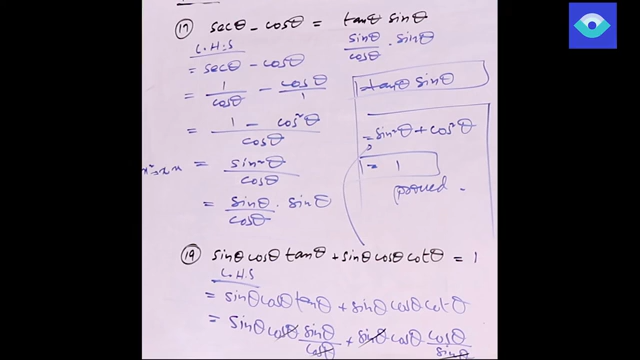 17 secθ - cosθ = tanθ sinθ
L.H.S
= secθ - cosθ
= 1/cosθ - cosθ/1
= 1 - cos²θ / cosθ
= sin²θ / cosθ
= sinθ/cosθ · sinθ
sinθ/cosθ · sinθ
tanθ sinθ
= sin²θ + cos²θ
= 1
proved
19 sinθ cosθ tanθ + sinθ cosθ cotθ = 1
L.H.S
= sinθ cosθ tanθ + sinθ cosθ cotθ
= sinθ cosθ sinθ/cosθ + sinθ cosθ cosθ/sinθ